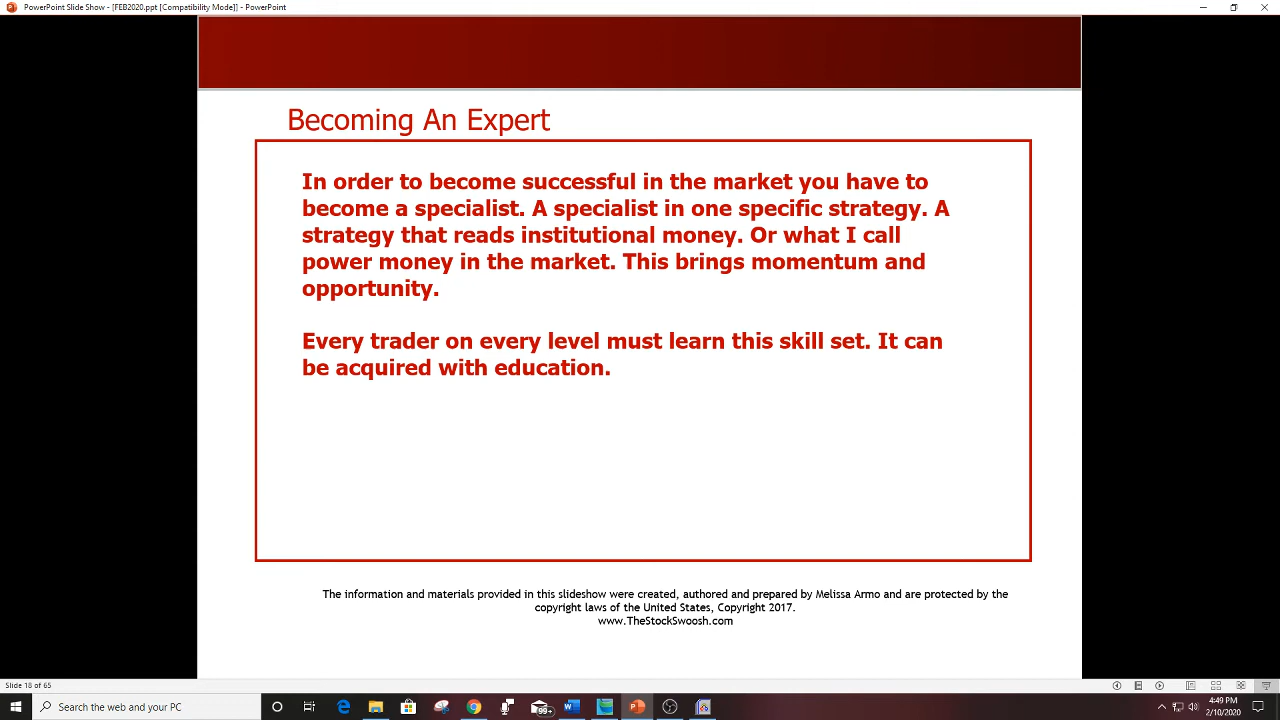 PowerPoint Slide Show - [FEB2020.ppt [Compatibility Mode]] - PowerPoint
Becoming An Expert
In order to become successful in the market you have to
become a specialist. A specialist in one specific strategy. A
strategy that reads institutional money. Or what I call
power money in the market. This brings momentum and
opportunity.
Every trader on every level must learn this skill set. It can
be acquired with education.
The information and materials provided in this slideshow were created, authored and prepared by Melissa Armo and are protected by the
copyright laws of the United States, Copyright 2017.
www.TheStockSwoosh.com
Slide 18 of 65
Search the web and your PC
99+
4:49 PM
2/10/2020